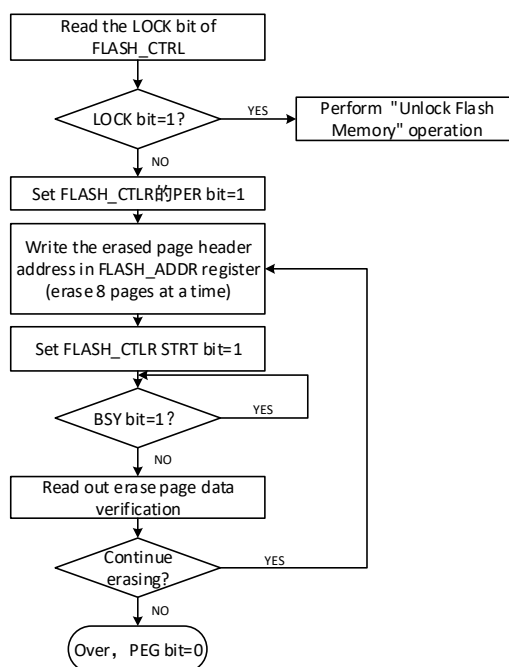 Read the LOCK bit of
FLASH_CTRL
LOCK bit=1?
YES
Perform "Unlock Flash
Memory" operation
NO
Set FLASH_CTLR的PER bit=1
Write the erased page header
address in FLASH_ADDR register
(erase 8 pages at a time)
Set FLASH_CTLR STRT bit=1
BSY bit=1?
YES
NO
Read out erase page data
verification
Continue
erasing?
YES
NO
Over，PEG bit=0